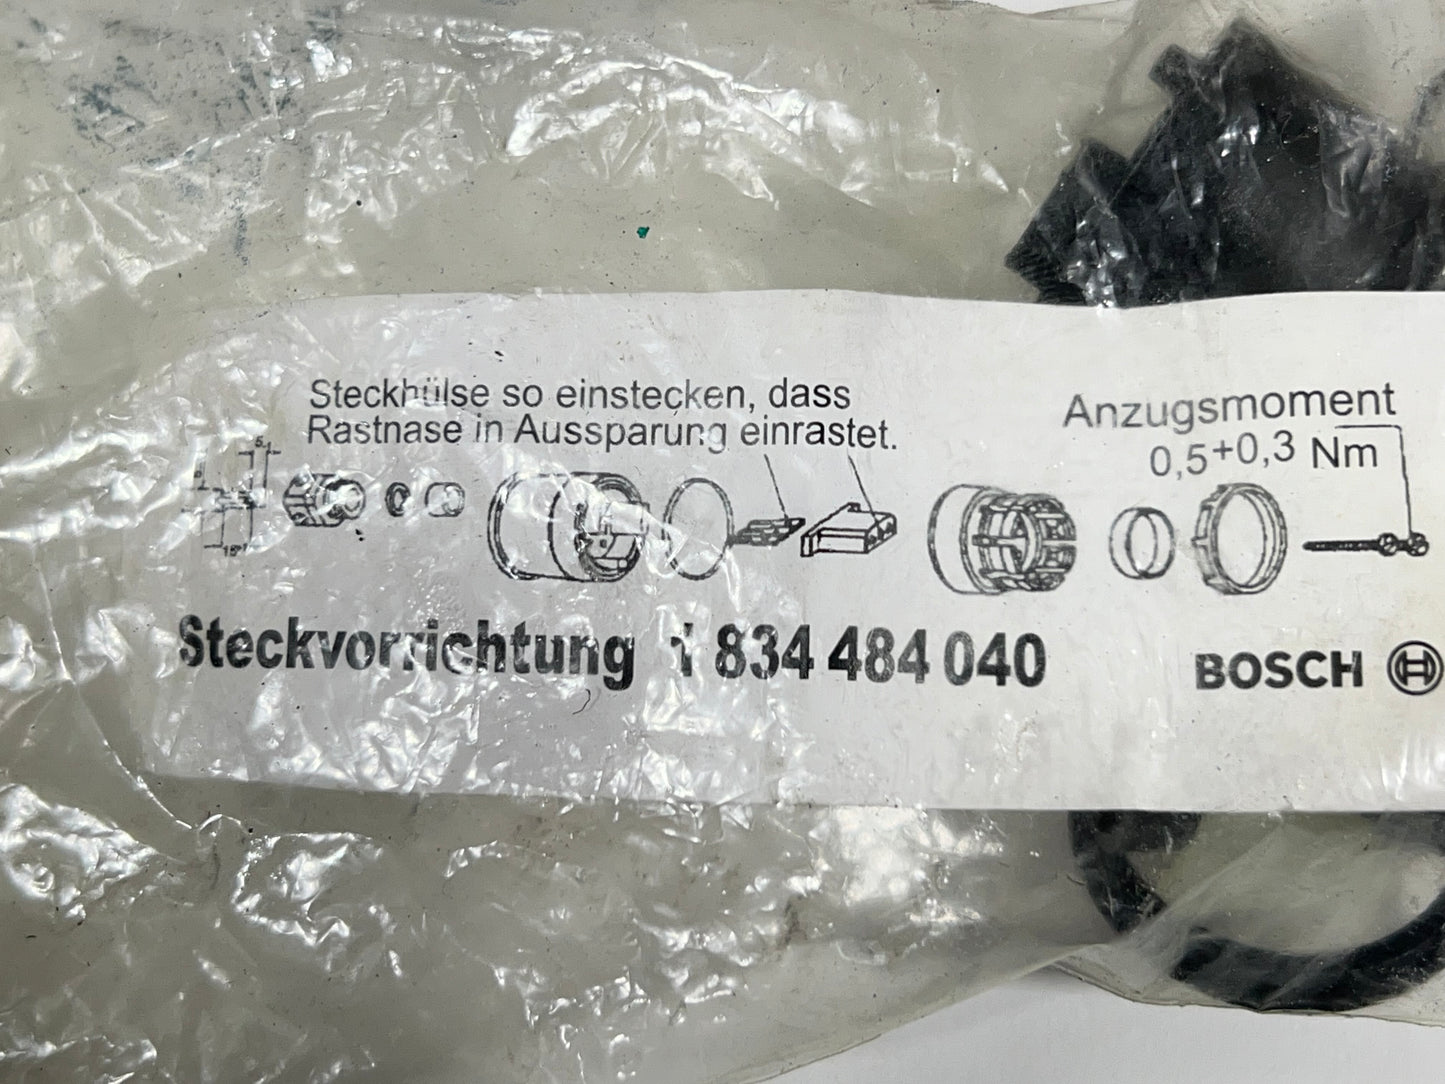 Steckhülse so einstecken, dass
Rastnase in Aussparung einrastet.
Anzugsmoment
0,5+0,3 Nm
Steckvorrichtung 1 834 484 040
BOSCH